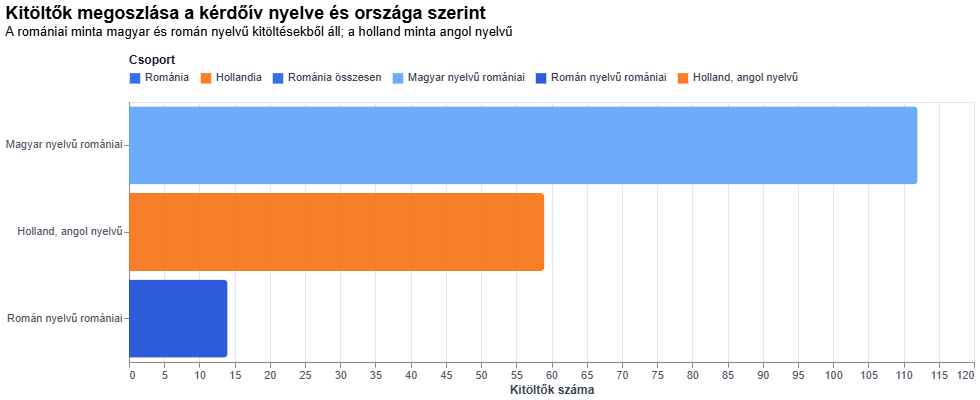 Kitöltők megoszlása a kérdőív nyelve és országa szerint
A romániai minta magyar és román nyelvű kitöltésekből áll; a holland minta angol nyelvű
Csoport
Románia Hollandia Románia összesen Magyar nyelvű romániai Román nyelvű romániai Holland, angol nyelvű
Magyar nyelvű romániai
Holland, angol nyelvű
Román nyelvű romániai
0 5 10 15 20 25 30 35 40 45 50 55 60 65 70 75 80 85 90 95 100 105 110 115 120
Kitöltők száma